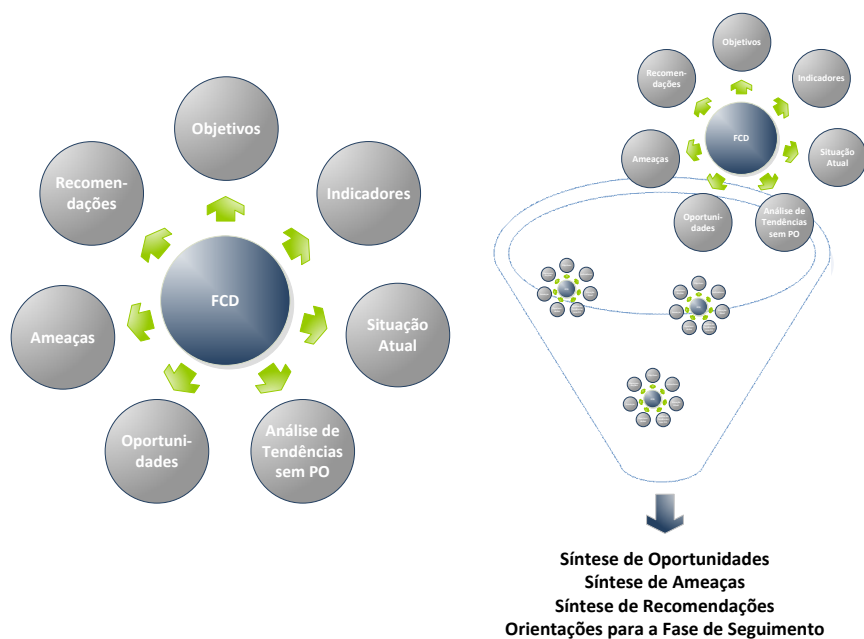 Objetivos
Recomen-
dações
Indicadores
FCD
Ameaças
Situação
Atual
Oportuni-
dades
Análise de
Tendências
sem PO
Objetivos
Recomen-
dações
Indicadores
FCD
Ameaças
Situação
Atual
Oportuni-
dades
Análise de
Tendências
sem PO
Síntese de Oportunidades
Síntese de Ameaças
Síntese de Recomendações
Orientações para a Fase de Seguimento